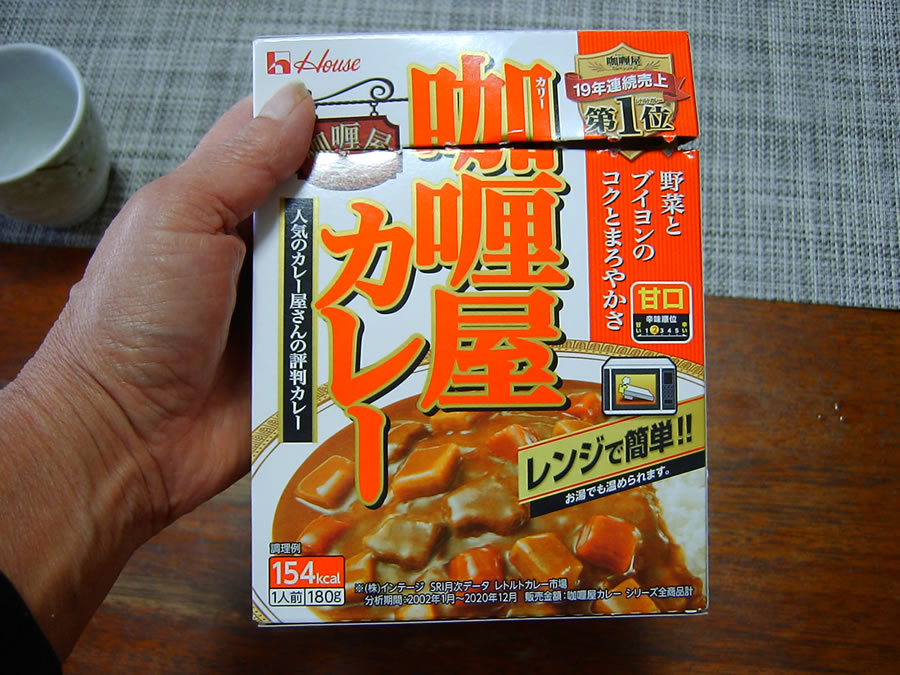 House
咖喱屋
19年連続売上
第1位
カリー
咖喱屋
カレー
咖喱屋
人気のカレー屋さんの評判カレー
野菜と
ブイヨンの
コクとまろやかさ
甘口
辛味順位
甘い 1 2 3 4 5 辛い
レンジで簡単!!
お湯でも温められます。
調理例
154kcal
1人前 180g
※(株)インテージ SRI月次データ レトルトカレー市場
分析期間:2002年1月～2020年12月 販売金額:咖喱屋カレー シリーズ全商品計